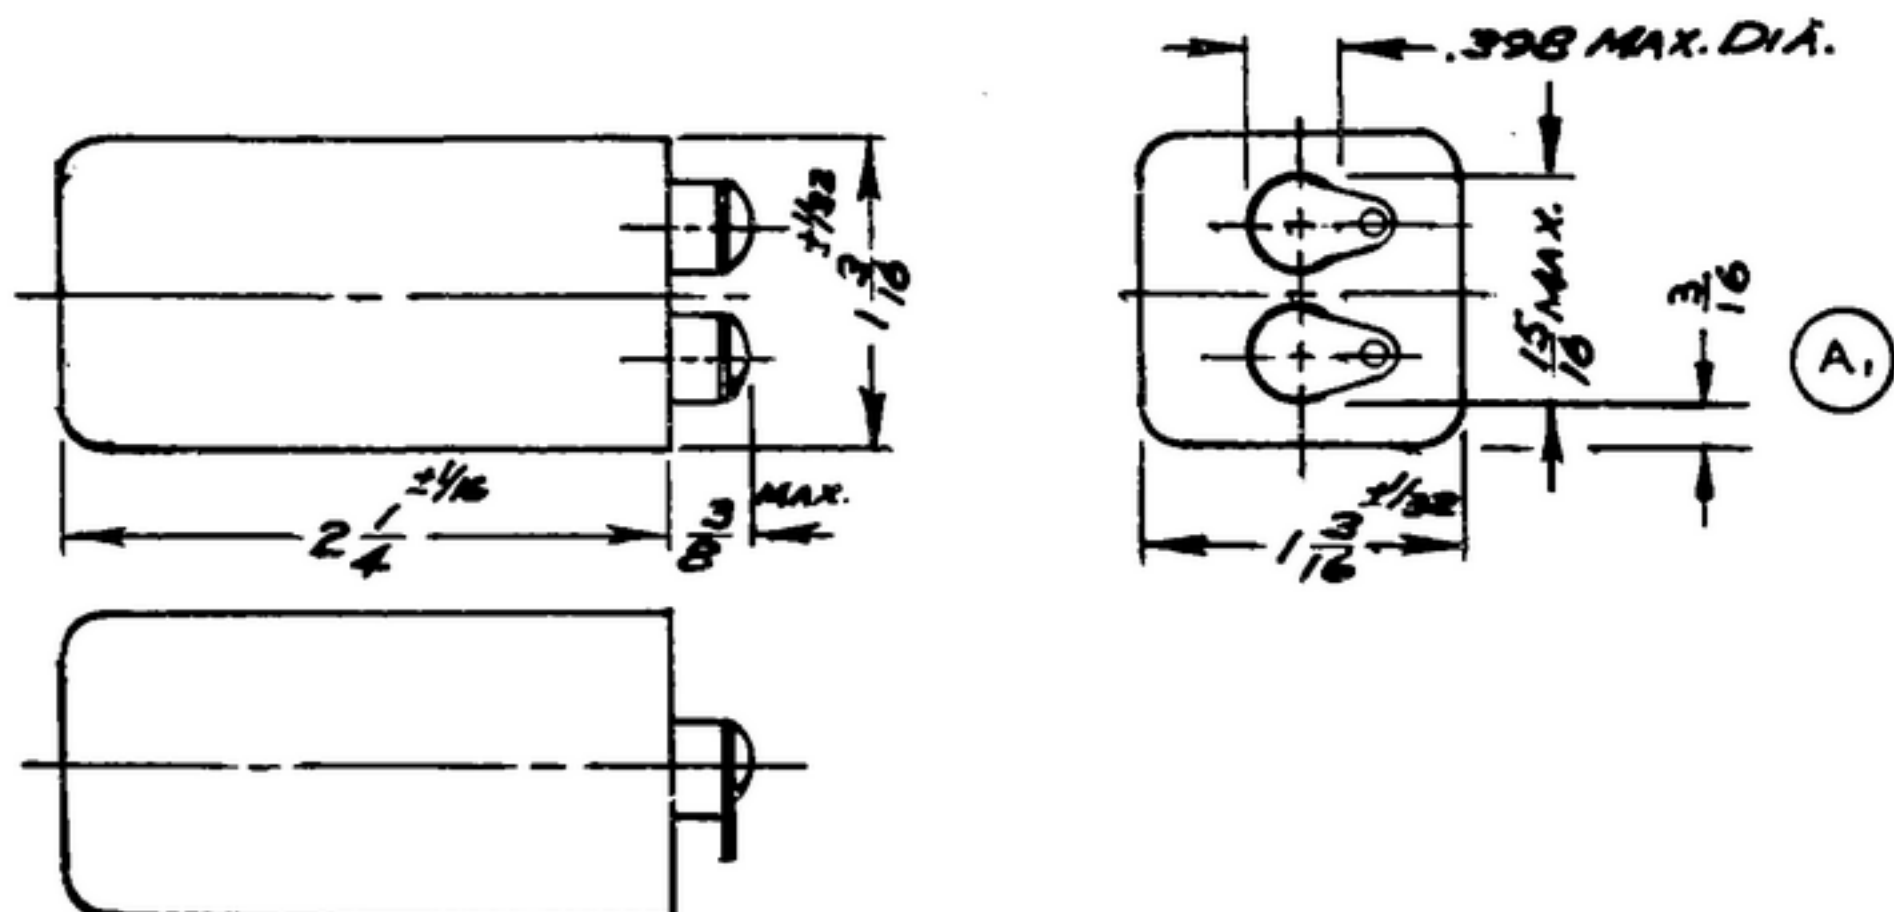 .398 MAX. DIA.
±1/32
1 3/16
15/16 MAX.
3/16
A1
2 1/4 ±1/16
3/8 MAX.
1 3/16 ±1/32